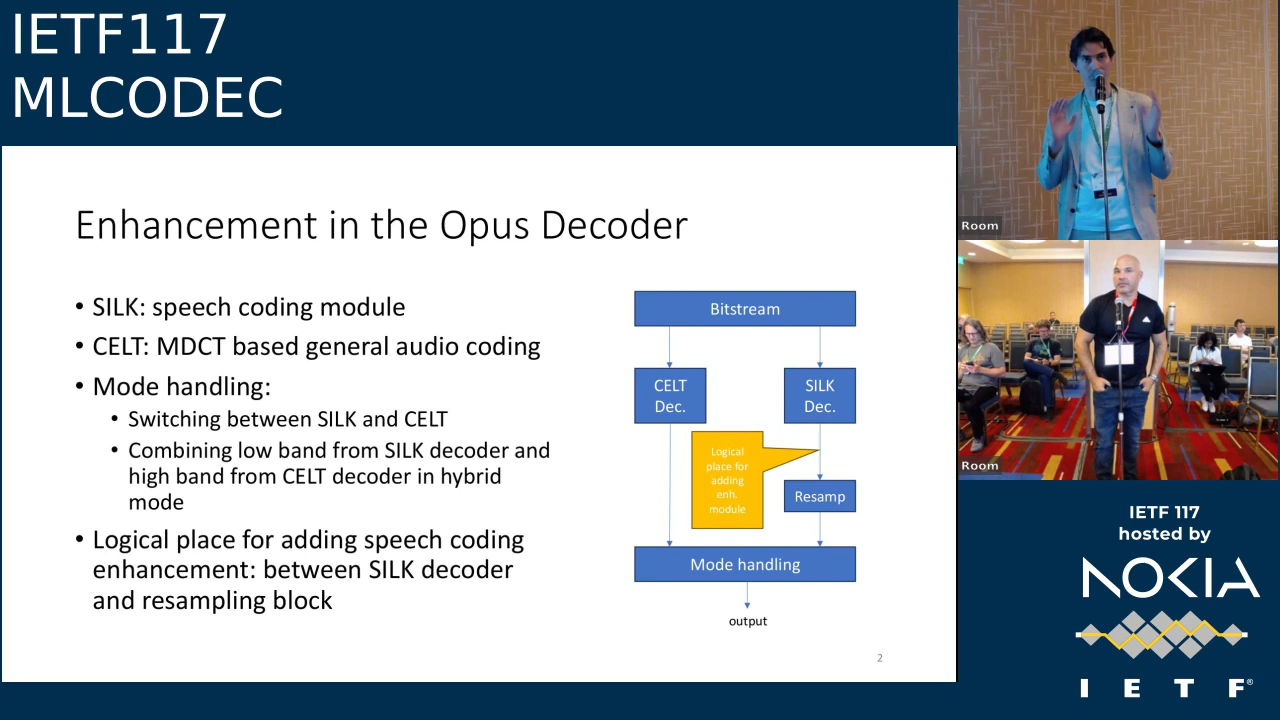 IETF117
MLCODEC
Enhancement in the Opus Decoder
• SILK: speech coding module
• CELT: MDCT based general audio coding
• Mode handling:
• Switching between SILK and CELT
• Combining low band from SILK decoder and
high band from CELT decoder in hybrid
mode
• Logical place for adding speech coding
enhancement: between SILK decoder
and resampling block
Bitstream
CELT
Dec.
SILK
Dec.
Logical
place for
adding
enh.
module
Resamp
Mode handling
output
2
Room
Room
IETF 117
hosted by
NOKIA
I E T F®